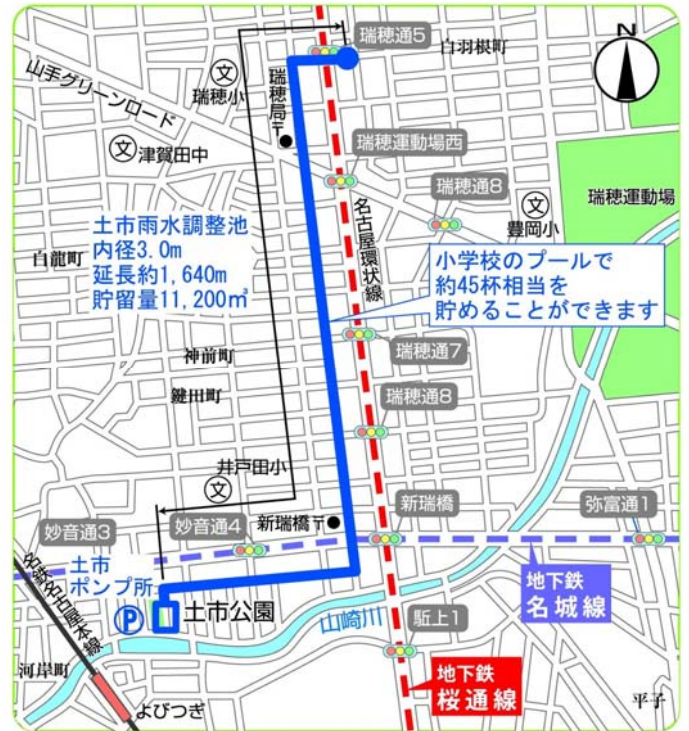 瑞穂通5
白羽根町
N
山手グリーンロード
文
瑞穂小
瑞穂局〒
文
津賀田中
瑞穂運動場西
瑞穂通8
文
豊岡小
瑞穂運動場
名古屋環状線
土市雨水調整池
内径3.0m
延長約1,640m
貯留量11,200㎥
白龍町
小学校のプールで
約45杯相当を
貯めることができます
瑞穂通7
神前町
鍵田町
瑞穂通8
井戸田小
文
新瑞橋〒
新瑞橋
弥富通1
妙音通3
妙音通4
土市
ポンプ所
P
土市公園
地下鉄
名城線
名鉄名古屋本線
山崎川
駈上1
河岸町
よびつぎ
地下鉄
桜通線
平子